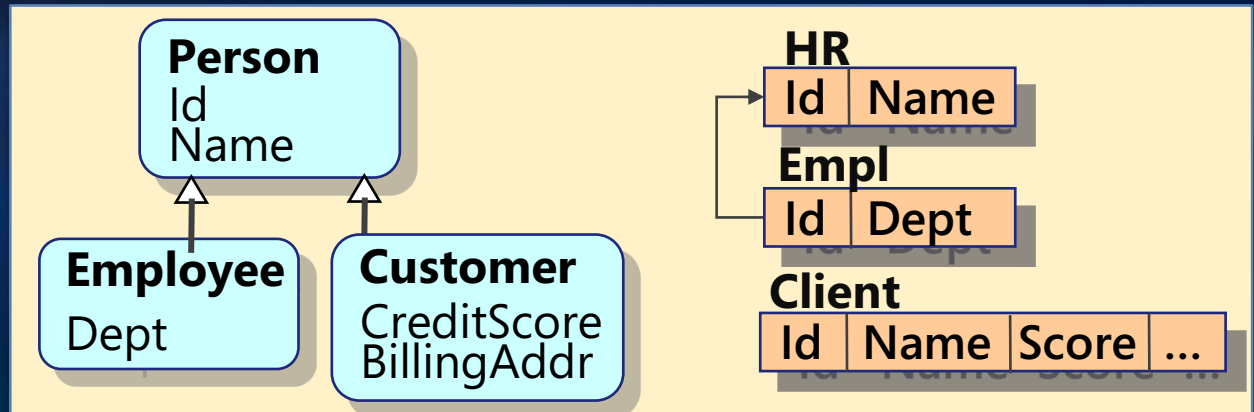 Person
Id
Name
Employee
Dept
Customer
CreditScore
BillingAddr
HR
Id Name
Empl
Id Dept
Client
Id Name Score ...